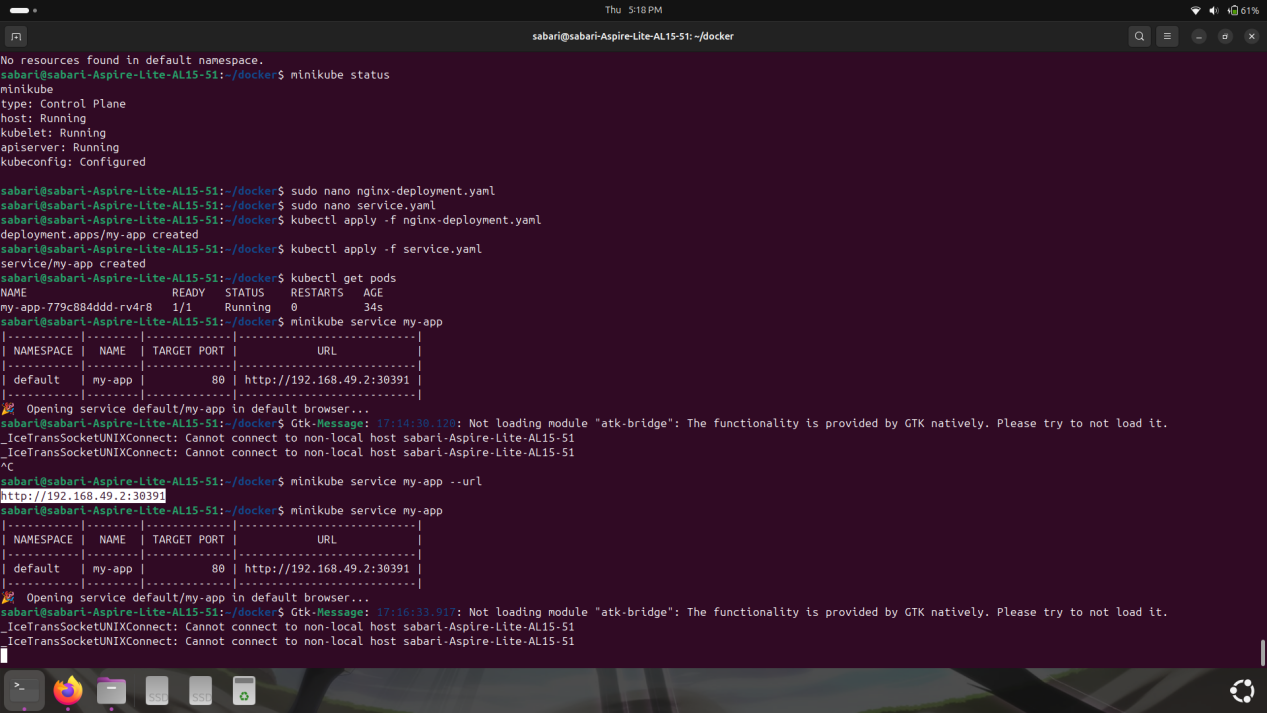 Thu 5:18 PM
61%
sabari@sabari-Aspire-Lite-AL15-51: ~/docker
No resources found in default namespace.
sabari@sabari-Aspire-Lite-AL15-51:~/docker$ minikube status
minikube
type: Control Plane
host: Running
kubelet: Running
apiserver: Running
kubeconfig: Configured
sabari@sabari-Aspire-Lite-AL15-51:~/docker$ sudo nano nginx-deployment.yaml
sabari@sabari-Aspire-Lite-AL15-51:~/docker$ sudo nano service.yaml
sabari@sabari-Aspire-Lite-AL15-51:~/docker$ kubectl apply -f nginx-deployment.yaml
deployment.apps/my-app created
sabari@sabari-Aspire-Lite-AL15-51:~/docker$ kubectl apply -f service.yaml
service/my-app created
sabari@sabari-Aspire-Lite-AL15-51:~/docker$ kubectl get pods
NAME                      READY   STATUS    RESTARTS   AGE
my-app-779c884ddd-rv4r8   1/1     Running   0          34s
sabari@sabari-Aspire-Lite-AL15-51:~/docker$ minikube service my-app
|-----------|--------|-------------|---------------------------|
| NAMESPACE |  NAME  | TARGET PORT |            URL            |
|-----------|--------|-------------|---------------------------|
| default   | my-app |          80 | http://192.168.49.2:30391 |
|-----------|--------|-------------|---------------------------|
🎉  Opening service default/my-app in default browser...
sabari@sabari-Aspire-Lite-AL15-51:~/docker$ Gtk-Message: 17:14:30.120: Not loading module "atk-bridge": The functionality is provided by GTK natively. Please try to not load it.
_IceTransSocketUNIXConnect: Cannot connect to non-local host sabari-Aspire-Lite-AL15-51
_IceTransSocketUNIXConnect: Cannot connect to non-local host sabari-Aspire-Lite-AL15-51
^C
sabari@sabari-Aspire-Lite-AL15-51:~/docker$ minikube service my-app --url
http://192.168.49.2:30391
sabari@sabari-Aspire-Lite-AL15-51:~/docker$ minikube service my-app
|-----------|--------|-------------|---------------------------|
| NAMESPACE |  NAME  | TARGET PORT |            URL            |
|-----------|--------|-------------|---------------------------|
| default   | my-app |          80 | http://192.168.49.2:30391 |
|-----------|--------|-------------|---------------------------|
🎉  Opening service default/my-app in default browser...
sabari@sabari-Aspire-Lite-AL15-51:~/docker$ Gtk-Message: 17:16:33.917: Not loading module "atk-bridge": The functionality is provided by GTK natively. Please try to not load it.
_IceTransSocketUNIXConnect: Cannot connect to non-local host sabari-Aspire-Lite-AL15-51
_IceTransSocketUNIXConnect: Cannot connect to non-local host sabari-Aspire-Lite-AL15-51
>_
SSD
SSD